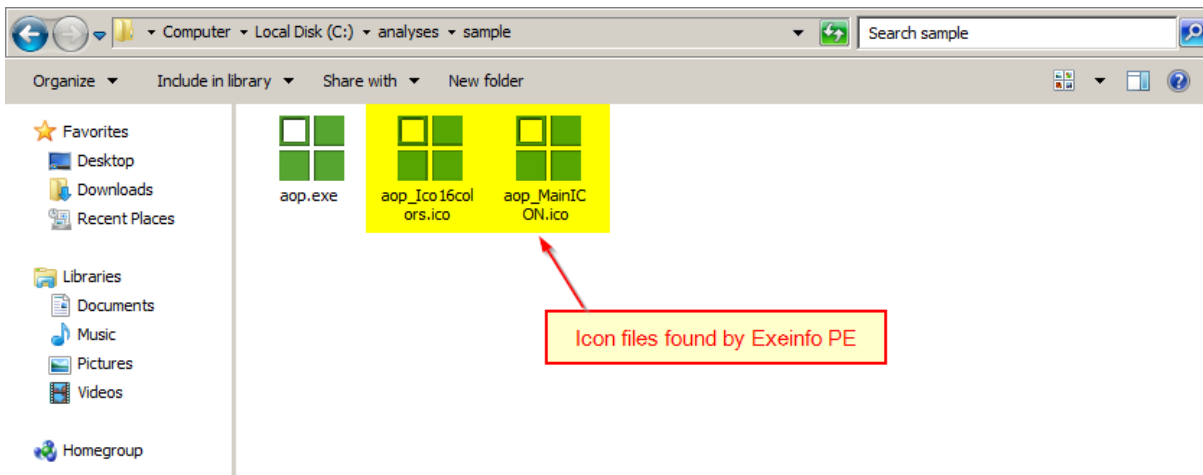 Computer Local Disk (C:) analyses sample
Search sample
Organize Include in library Share with New folder
Favorites
Desktop
Downloads
Recent Places
Libraries
Documents
Music
Pictures
Videos
Homegroup
aop.exe
aop_Ico16col
ors.ico
aop_MainIC
ON.ico
Icon files found by Exeinfo PE